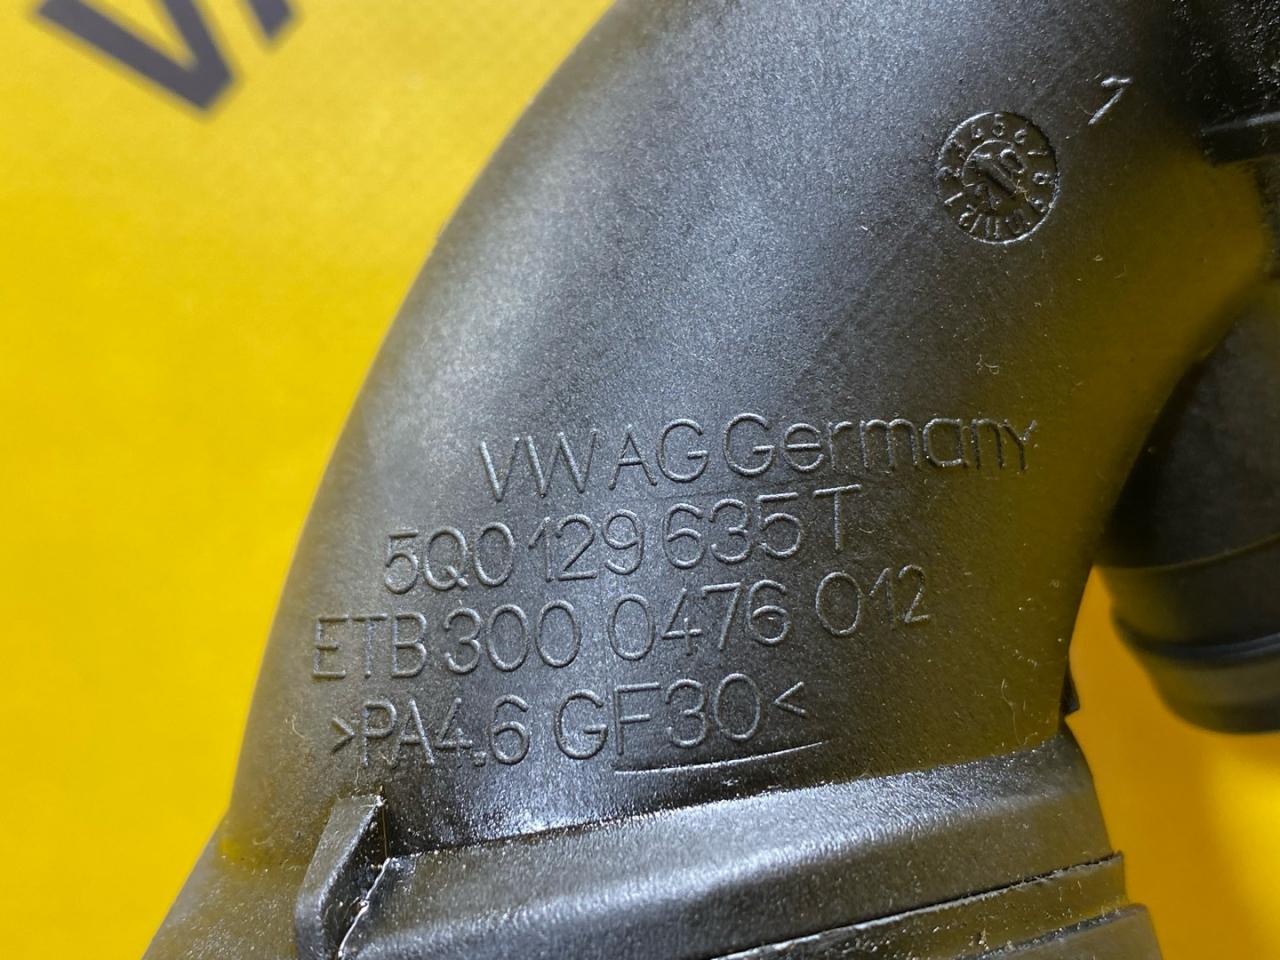 VW AG Germany
5Q0 129 635 T
ETB 300 0476 012
>PA4.6 GF30<